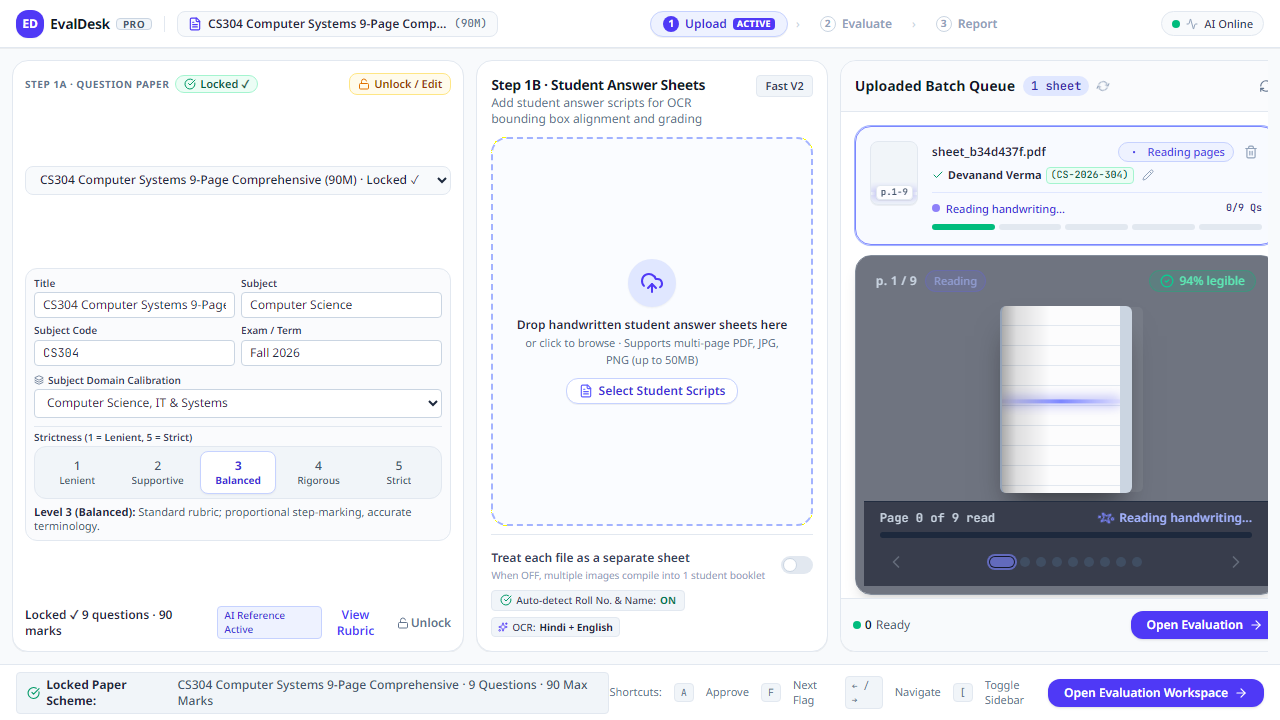 ED EvalDesk PRO CS304 Computer Systems 9-Page Comp... (90M) 1 Upload ACTIVE › 2 Evaluate › 3 Report AI Online
STEP 1A · QUESTION PAPER Locked ✓ Unlock / Edit
CS304 Computer Systems 9-Page Comprehensive (90M) · Locked ✓
Title Subject
CS304 Computer Systems 9-Page Computer Science
Subject Code Exam / Term
CS304 Fall 2026
Subject Domain Calibration
Computer Science, IT & Systems
Strictness (1 = Lenient, 5 = Strict)
1 2 3 4 5
Lenient Supportive Balanced Rigorous Strict
Level 3 (Balanced): Standard rubric; proportional step-marking, accurate
terminology.
Locked ✓ 9 questions · 90
marks
AI Reference
Active
View
Rubric
Unlock
Step 1B · Student Answer Sheets Fast V2
Add student answer scripts for OCR
bounding box alignment and grading
Drop handwritten student answer sheets here
or click to browse · Supports multi-page PDF, JPG,
PNG (up to 50MB)
Select Student Scripts
Treat each file as a separate sheet
When OFF, multiple images compile into 1 student booklet
Auto-detect Roll No. & Name: ON
OCR: Hindi + English
Uploaded Batch Queue 1 sheet
sheet_b34d437f.pdf · Reading pages
Devanand Verma (CS-2026-304)
p.1-9
Reading handwriting... 0/9 Qs
p. 1 / 9 Reading 94% legible
Page 0 of 9 read Reading handwriting...
0 Ready Open Evaluation →
Locked Paper
Scheme:
CS304 Computer Systems 9-Page Comprehensive · 9 Questions · 90 Max
Marks
Shortcuts: A Approve F Next
Flag
← /
→
Navigate [ Toggle
Sidebar
Open Evaluation Workspace →